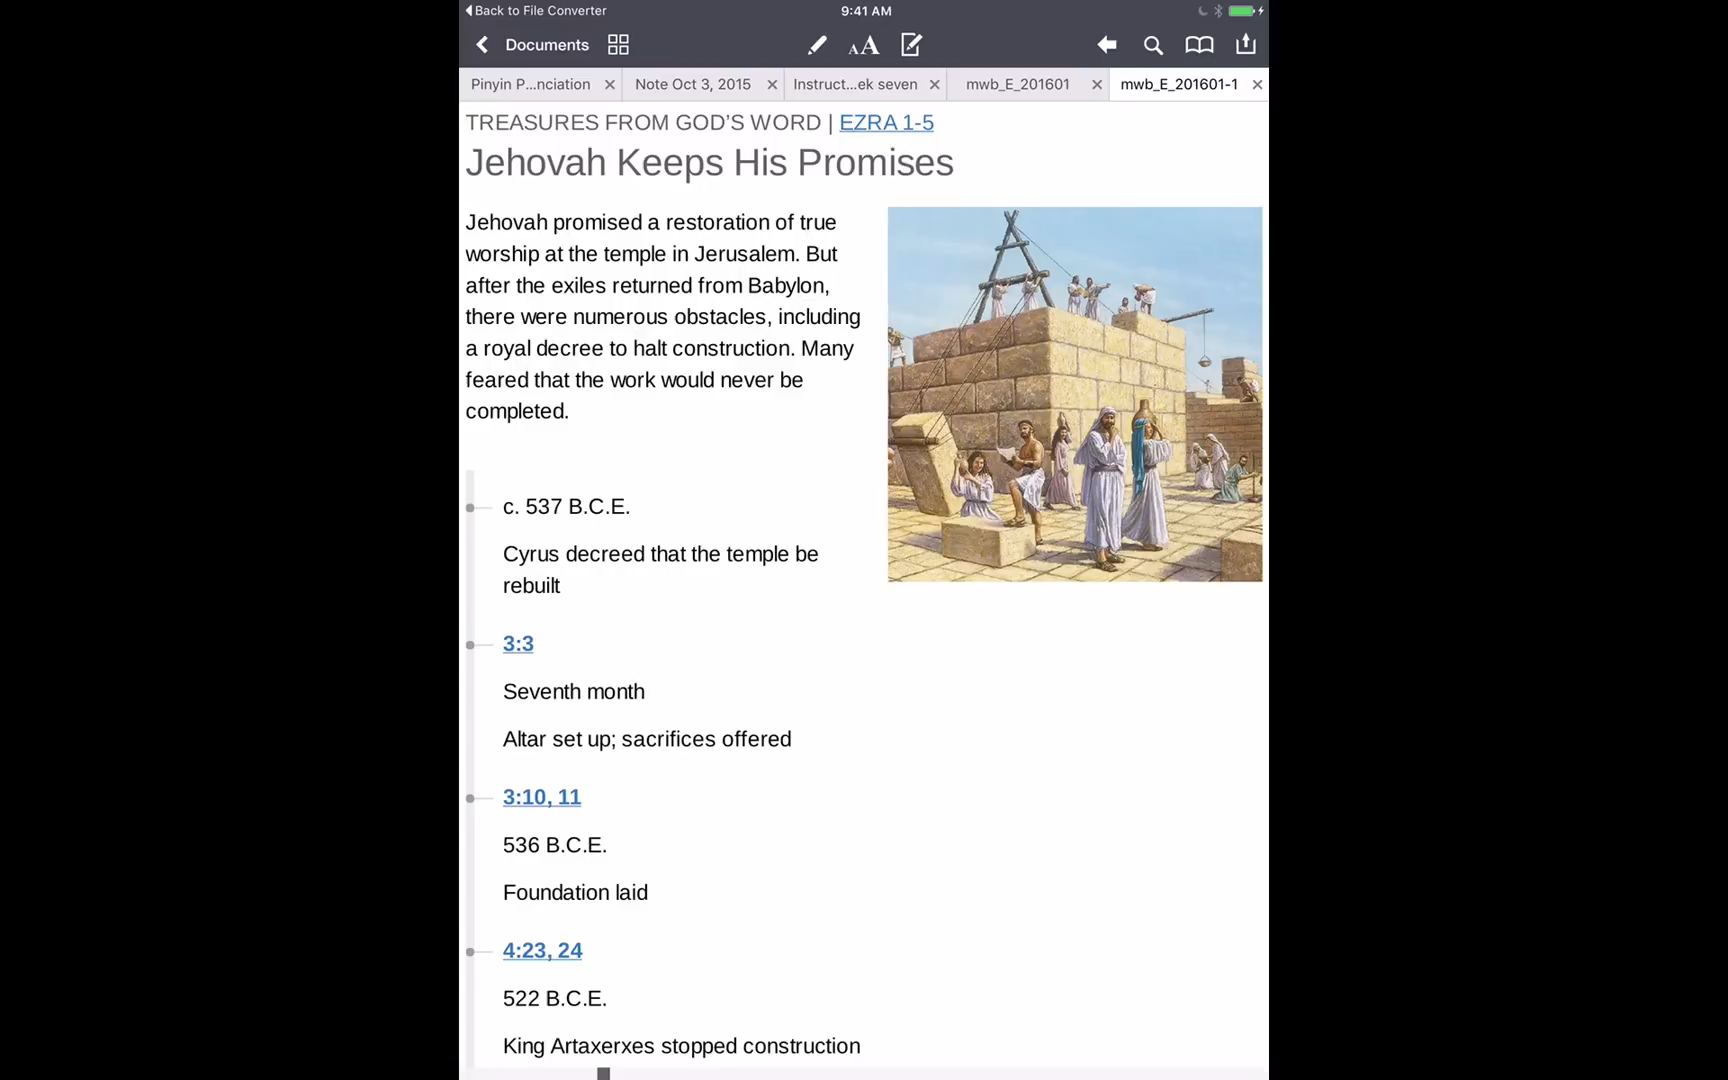 Back to File Converter
9:41 AM
Documents
AA
Pinyin P...nciation
Note Oct 3, 2015
Instruct...ek seven
mwb_E_201601
mwb_E_201601-1
TREASURES FROM GOD'S WORD | EZRA 1-5
Jehovah Keeps His Promises
Jehovah promised a restoration of true
worship at the temple in Jerusalem. But
after the exiles returned from Babylon,
there were numerous obstacles, including
a royal decree to halt construction. Many
feared that the work would never be
completed.
c. 537 B.C.E.
Cyrus decreed that the temple be
rebuilt
3:3
Seventh month
Altar set up; sacrifices offered
3:10, 11
536 B.C.E.
Foundation laid
4:23, 24
522 B.C.E.
King Artaxerxes stopped construction